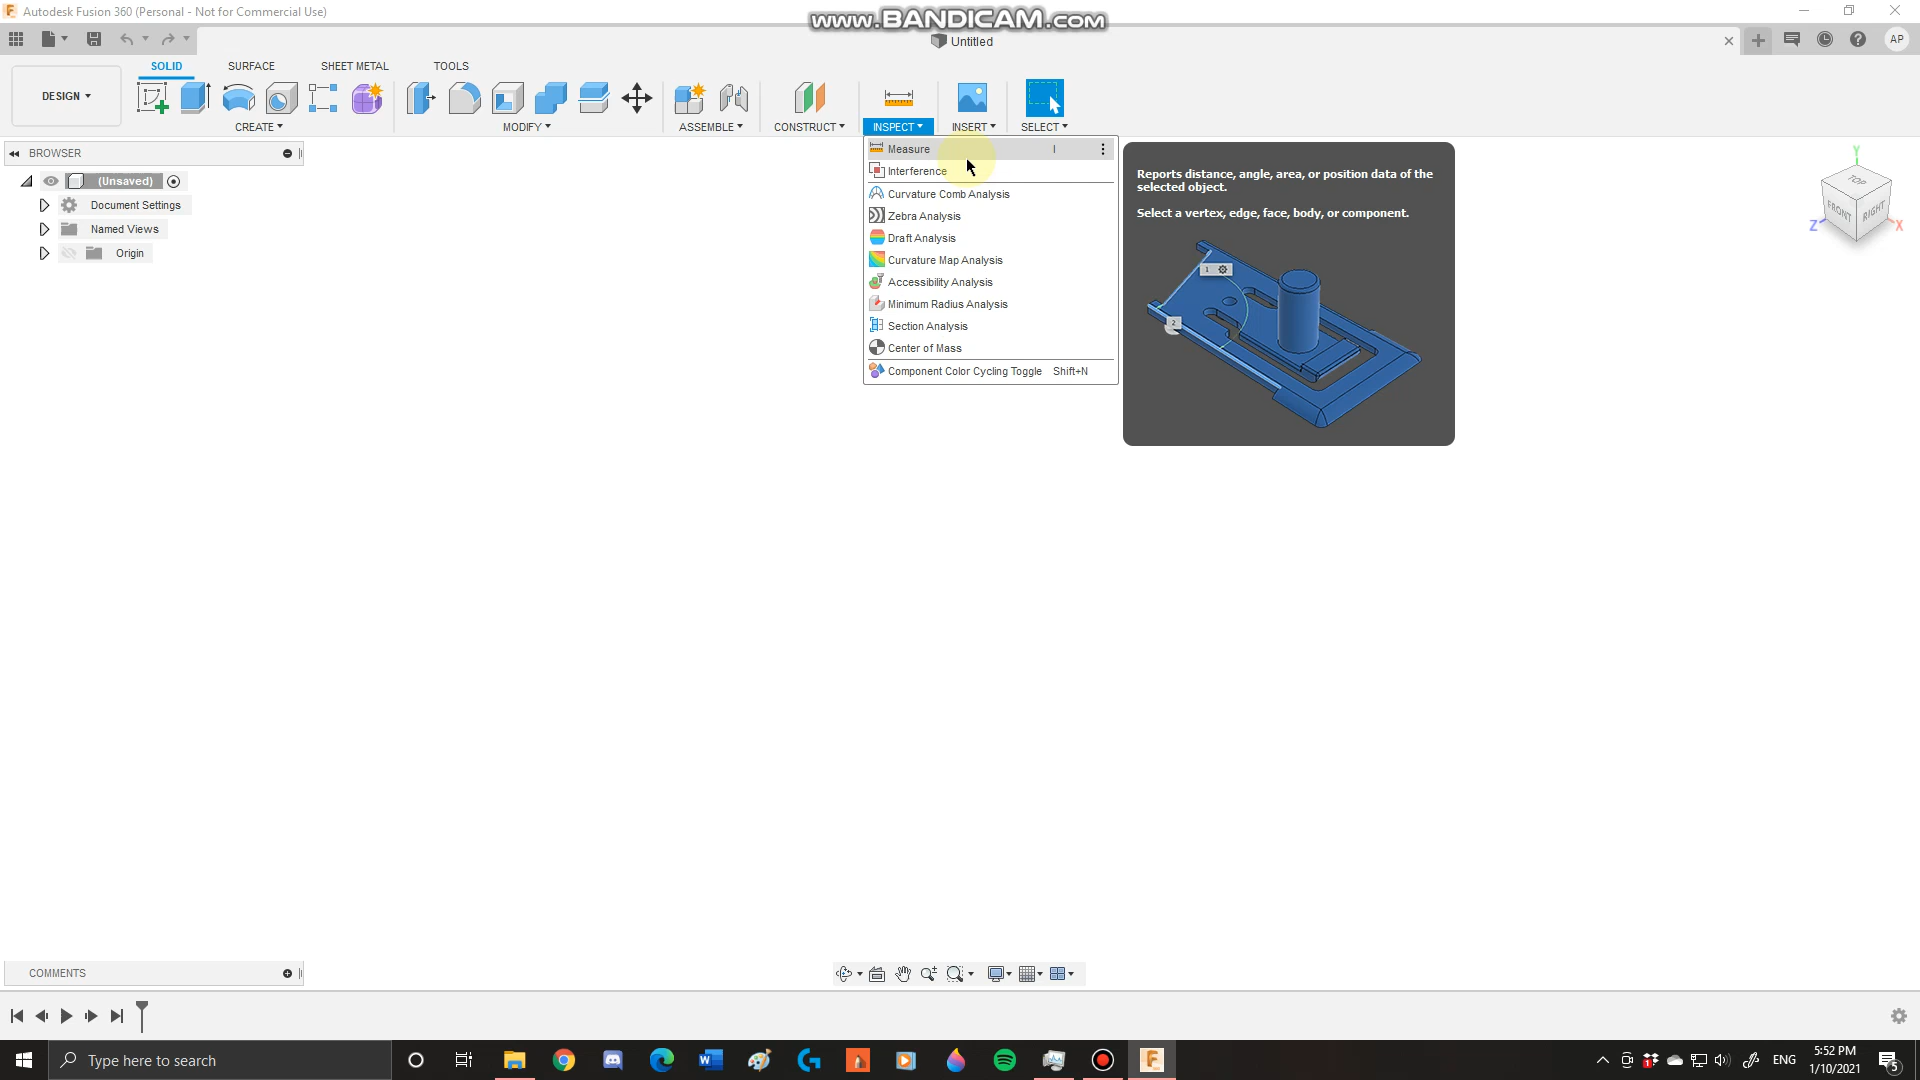 Autodesk Fusion 360 (Personal - Not for Commercial Use)
www.BANDICAM.com
Untitled
AP
SOLID SURFACE SHEET METAL TOOLS
DESIGN
CREATE MODIFY ASSEMBLE CONSTRUCT INSPECT INSERT SELECT
BROWSER
(Unsaved)
Document Settings
Named Views
Origin
Measure I
Interference
Curvature Comb Analysis
Zebra Analysis
Draft Analysis
Curvature Map Analysis
Accessibility Analysis
Minimum Radius Analysis
Section Analysis
Center of Mass
Component Color Cycling Toggle Shift+N
Reports distance, angle, area, or position data of the
selected object.
Select a vertex, edge, face, body, or component.
1
2
Y
TOP
FRONT
RIGHT
Z
X
COMMENTS
Type here to search
ENG
5:52 PM
1/10/2021
5